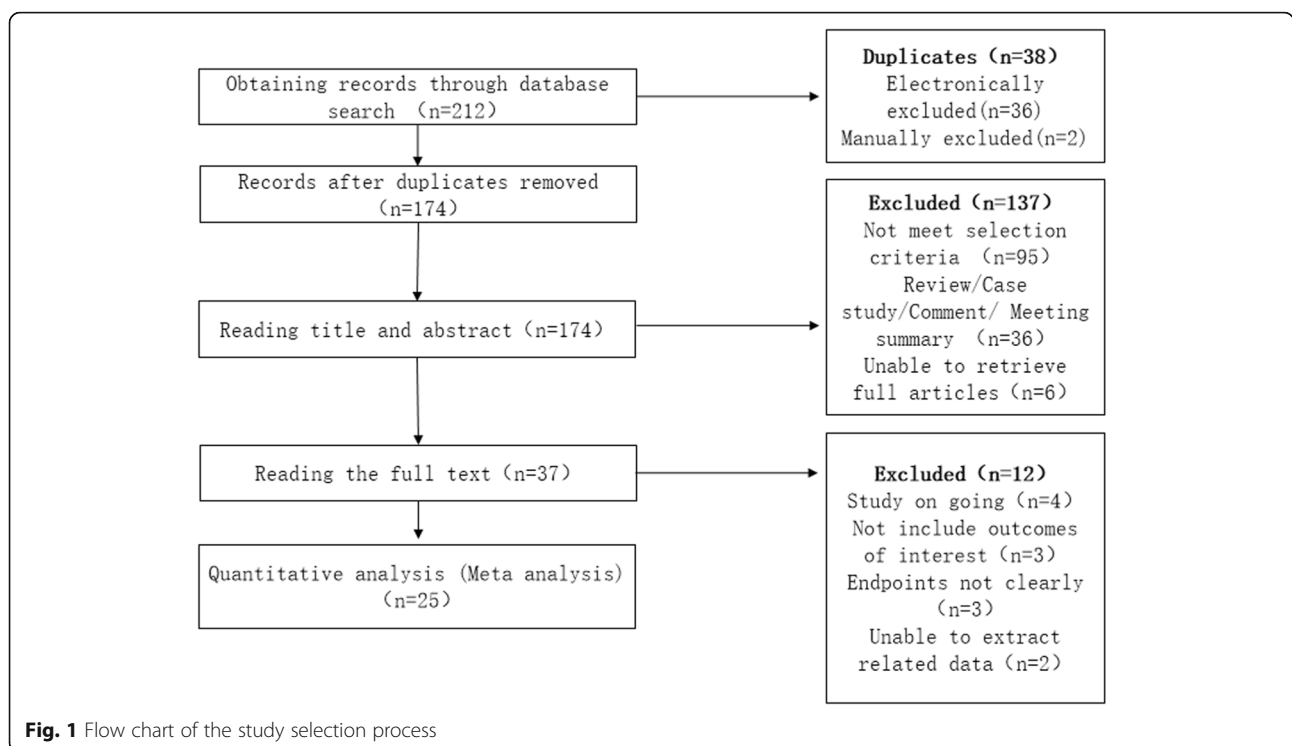 Obtaining records through database
search （n=212）
Duplicates（n=38）
Electronically
excluded(n=36)
Manually excluded(n=2)
Records after duplicates removed
（n=174）
Excluded（n=137）
Not meet selection
criteria （n=95）
Review/Case
study/Comment/ Meeting
summary （n=36）
Unable to retrieve
full articles（n=6）
Reading title and abstract（n=174）
Reading the full text（n=37）
Excluded（n=12）
Study on going（n=4）
Not include outcomes
of interest（n=3）
Endpoints not clearly
（n=3）
Unable to extract
related data（n=2）
Quantitative analysis (Meta analysis)
（n=25）
Fig. 1 Flow chart of the study selection process